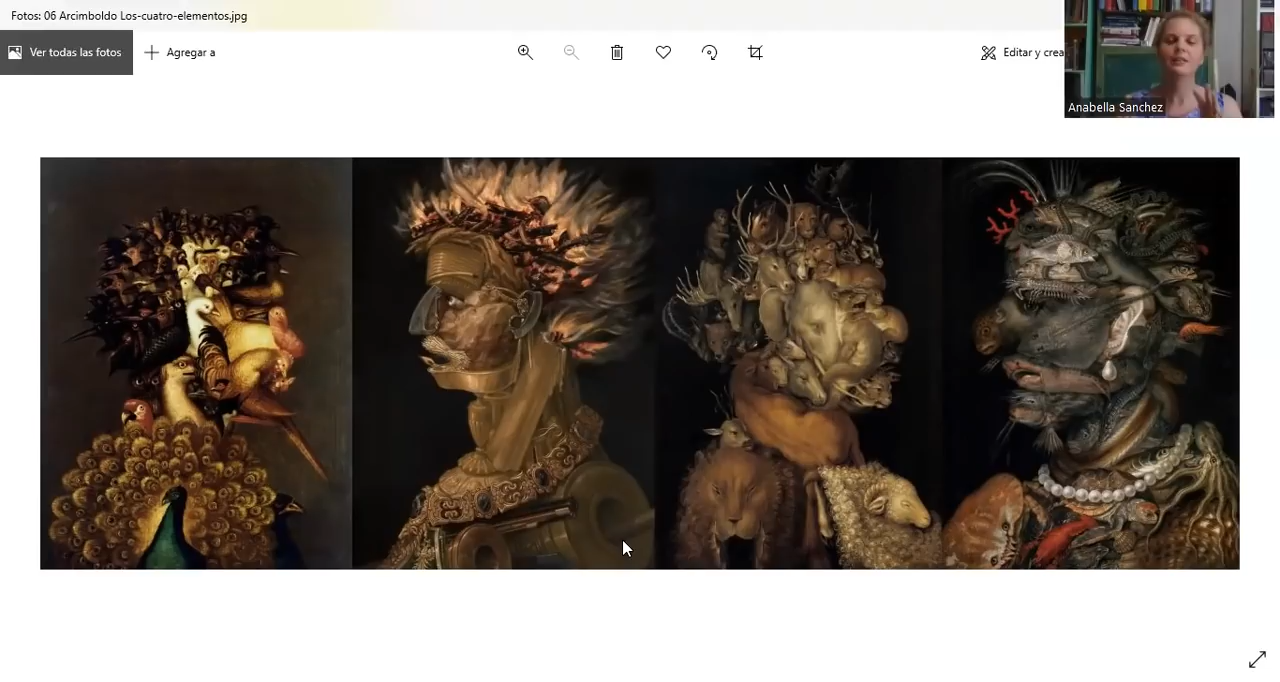 Fotos: 06 Arcimboldo Los-cuatro-elementos.jpg
Ver todas las fotos
Agregar a
Editar y crea
Anabella Sanchez